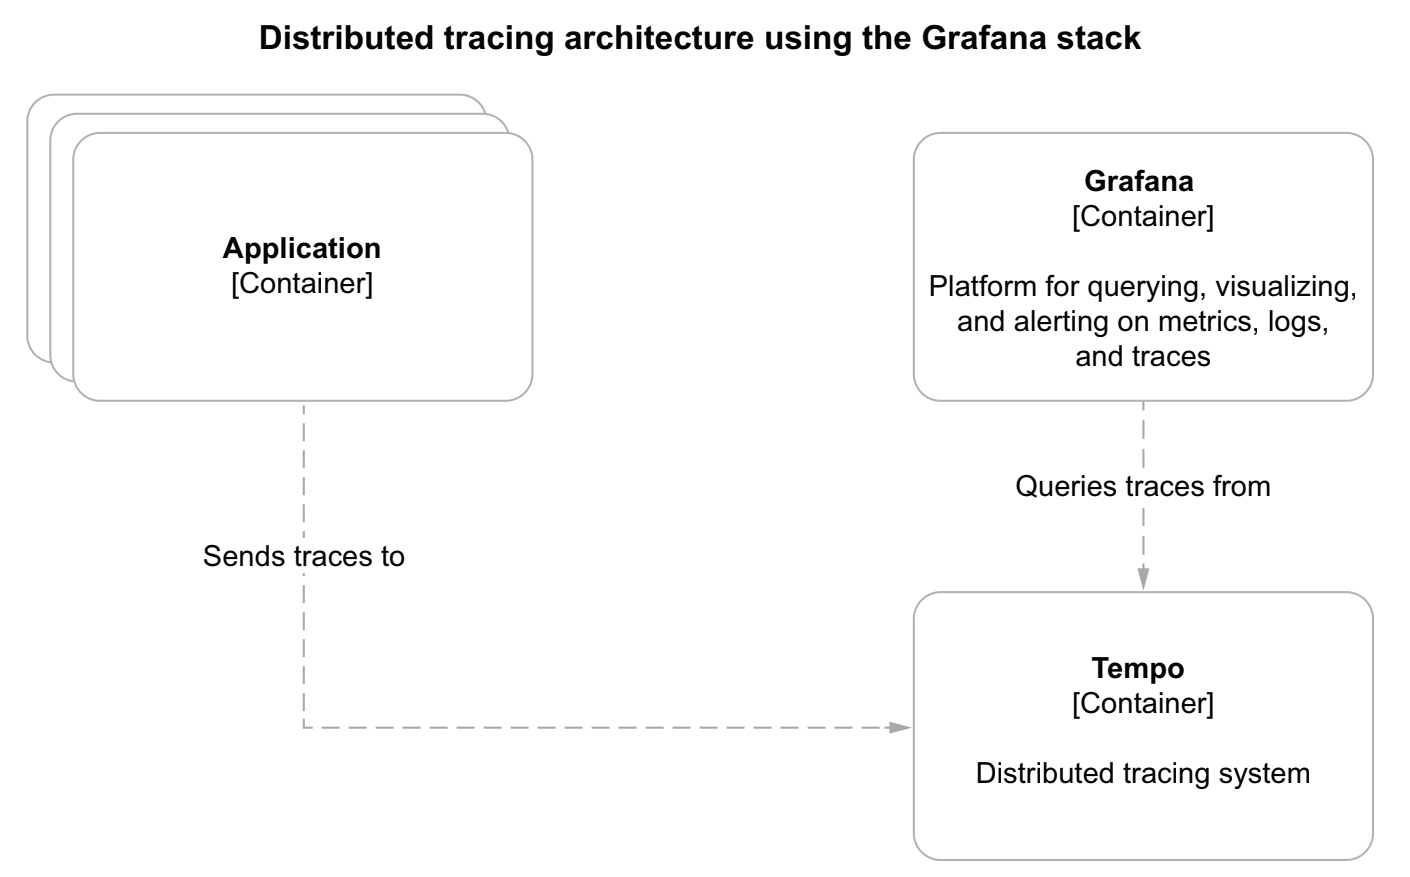 Distributed tracing architecture using the Grafana stack
Application
[Container]
Grafana
[Container]
Platform for querying, visualizing,
and alerting on metrics, logs,
and traces
Queries traces from
Sends traces to
Tempo
[Container]
Distributed tracing system